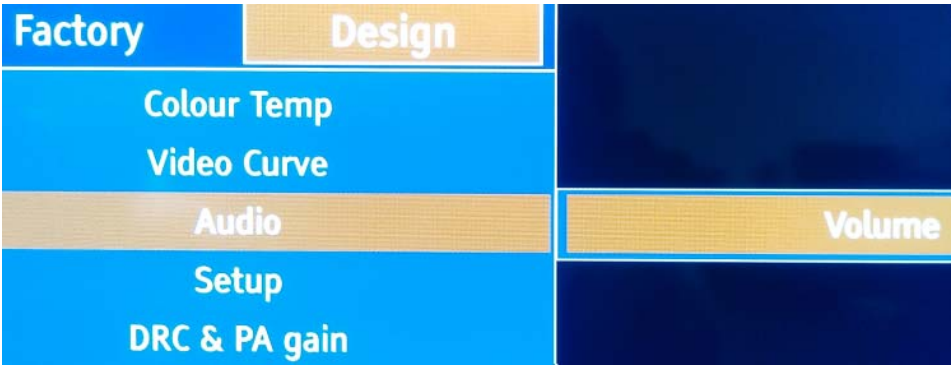 Factory Design
Colour Temp
Video Curve
Audio Volume
Setup
DRC & PA gain